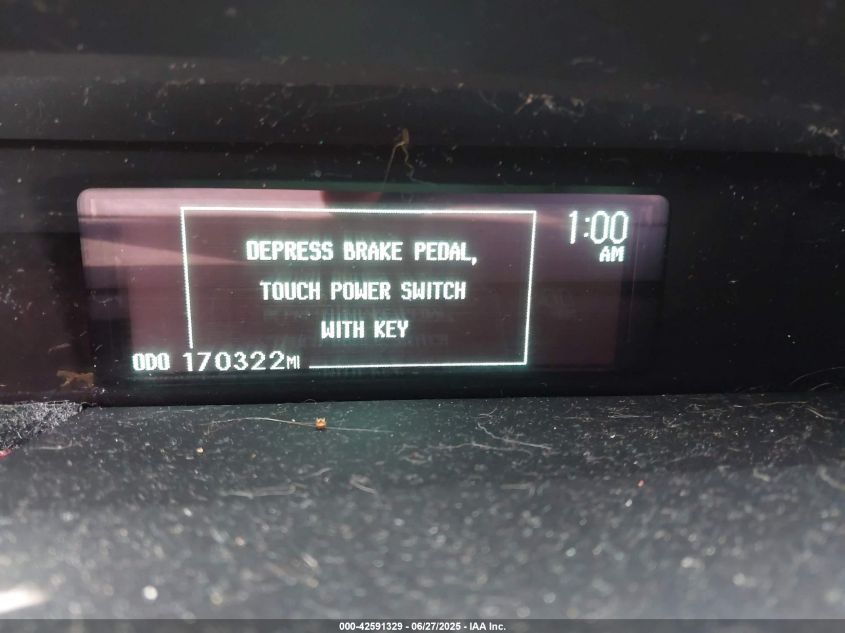 1:00
AM
DEPRESS BRAKE PEDAL,
TOUCH POWER SWITCH
WITH KEY
ODO 170322MI
000-42591329 / 06/27/2025 - IAA Inc.